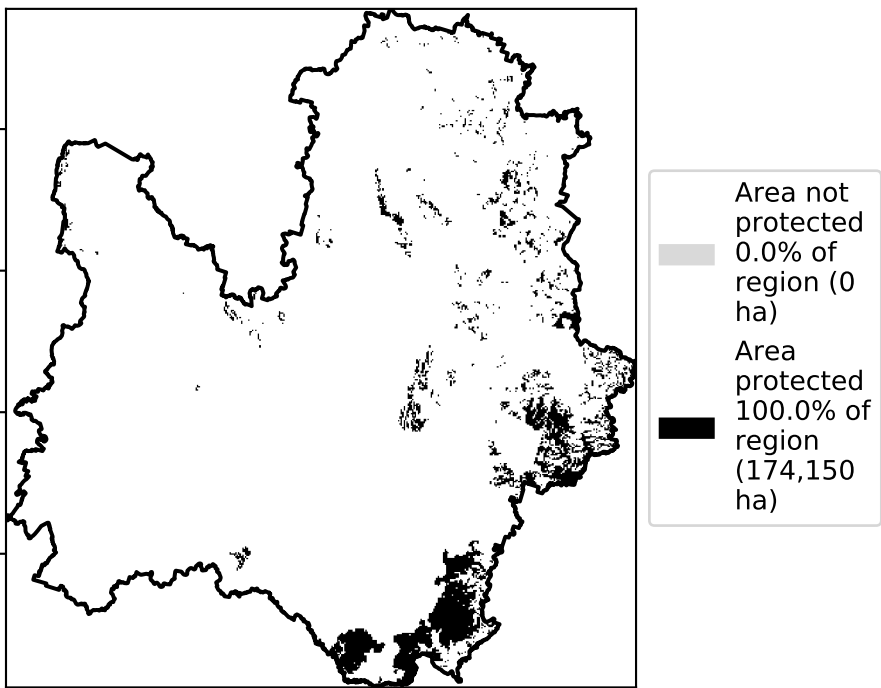 Area not
protected
0.0% of
region (0
ha)
Area
protected
100.0% of
region
(174,150
ha)